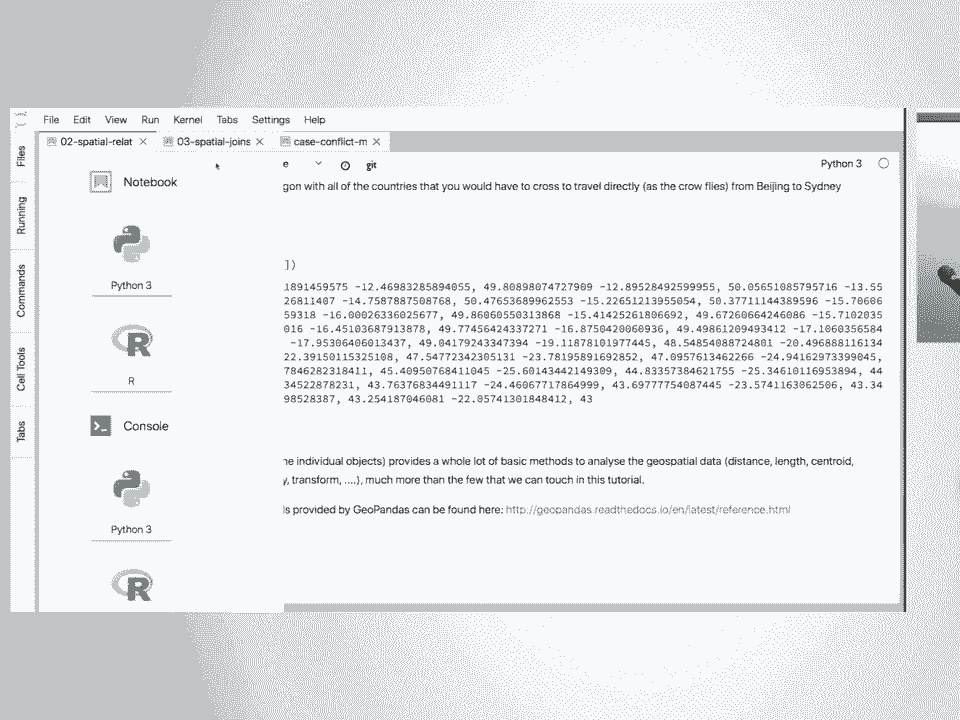 File Edit View Run Kernel Tabs Settings Help
02-spatial-relat 03-spatial-joins case-conflict-m
Files
Running
Commands
Cell Tools
Tabs
Notebook
Python 3
R
Console
Python 3
R
e git Python 3
gon with all of the countries that you would have to cross to travel directly (as the crow flies) from Beijing to Sydney
])
1891459575 -12.46983285894055, 49.80898074727909 -12.89528492599955, 50.05651085795716 -13.55
26811407 -14.7587887508768, 50.47653689962553 -15.22651213955054, 50.37711144389596 -15.70606
59318 -16.00026336025677, 49.86060550313868 -15.41425261806692, 49.67260664246086 -15.7102035
016 -16.45103687913878, 49.77456424337271 -16.8750420060936, 49.49861209493412 -17.1060356584
-17.95306406013437, 49.04179243347394 -19.11878101977445, 48.54854088726 -20.496888116134
22.39150115325108, 47.54772342305131 -23.78195891692852, 47.0957613462266 -24.94162973399045,
7846282318411, 45.40950768411045 -25.60143442149309, 44.83357384621755 -25.34610116953894, 44
34522878231, 43.76376834491117 -24.46067717864999, 43.69777754087445 -23.5741163062506, 43.34
98528387, 43.254187046081 -22.05741301848412, 43
he individual objects) provides a whole lot of basic methods to analyse the geospatial data (distance, length, centroid,
y, transform, ....), much more than the few that we can touch in this tutorial.
ls provided by GeoPandas can be found here: http://geopandas.readthedocs.io/en/latest/reference.html